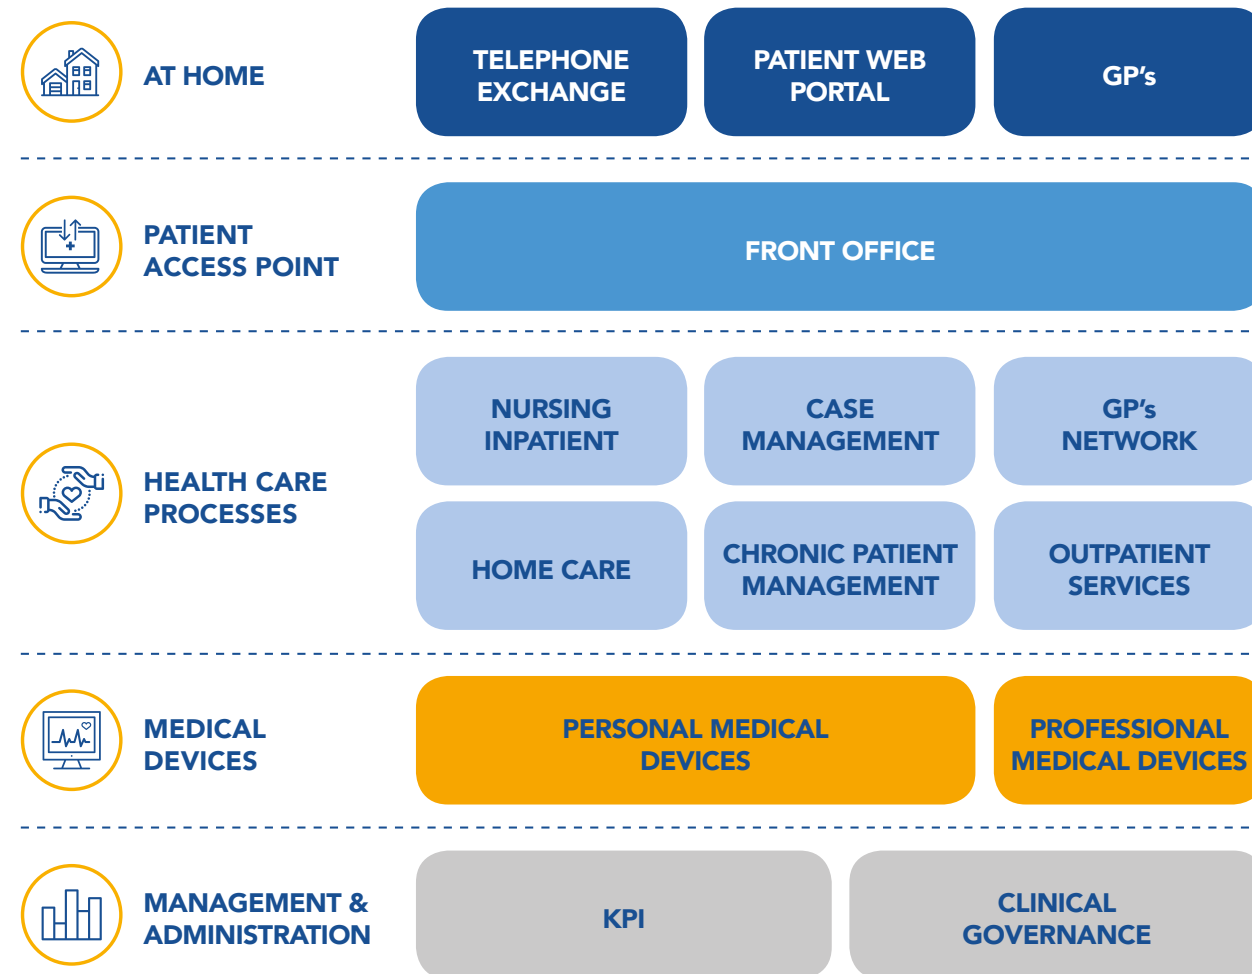 AT HOME
TELEPHONE
EXCHANGE
PATIENT WEB
PORTAL
GP's
PATIENT
ACCESS POINT
FRONT OFFICE
HEALTH CARE
PROCESSES
NURSING
INPATIENT
CASE
MANAGEMENT
GP's
NETWORK
HOME CARE
CHRONIC PATIENT
MANAGEMENT
OUTPATIENT
SERVICES
MEDICAL
DEVICES
PERSONAL MEDICAL
DEVICES
PROFESSIONAL
MEDICAL DEVICES
MANAGEMENT &
ADMINISTRATION
KPI
CLINICAL
GOVERNANCE